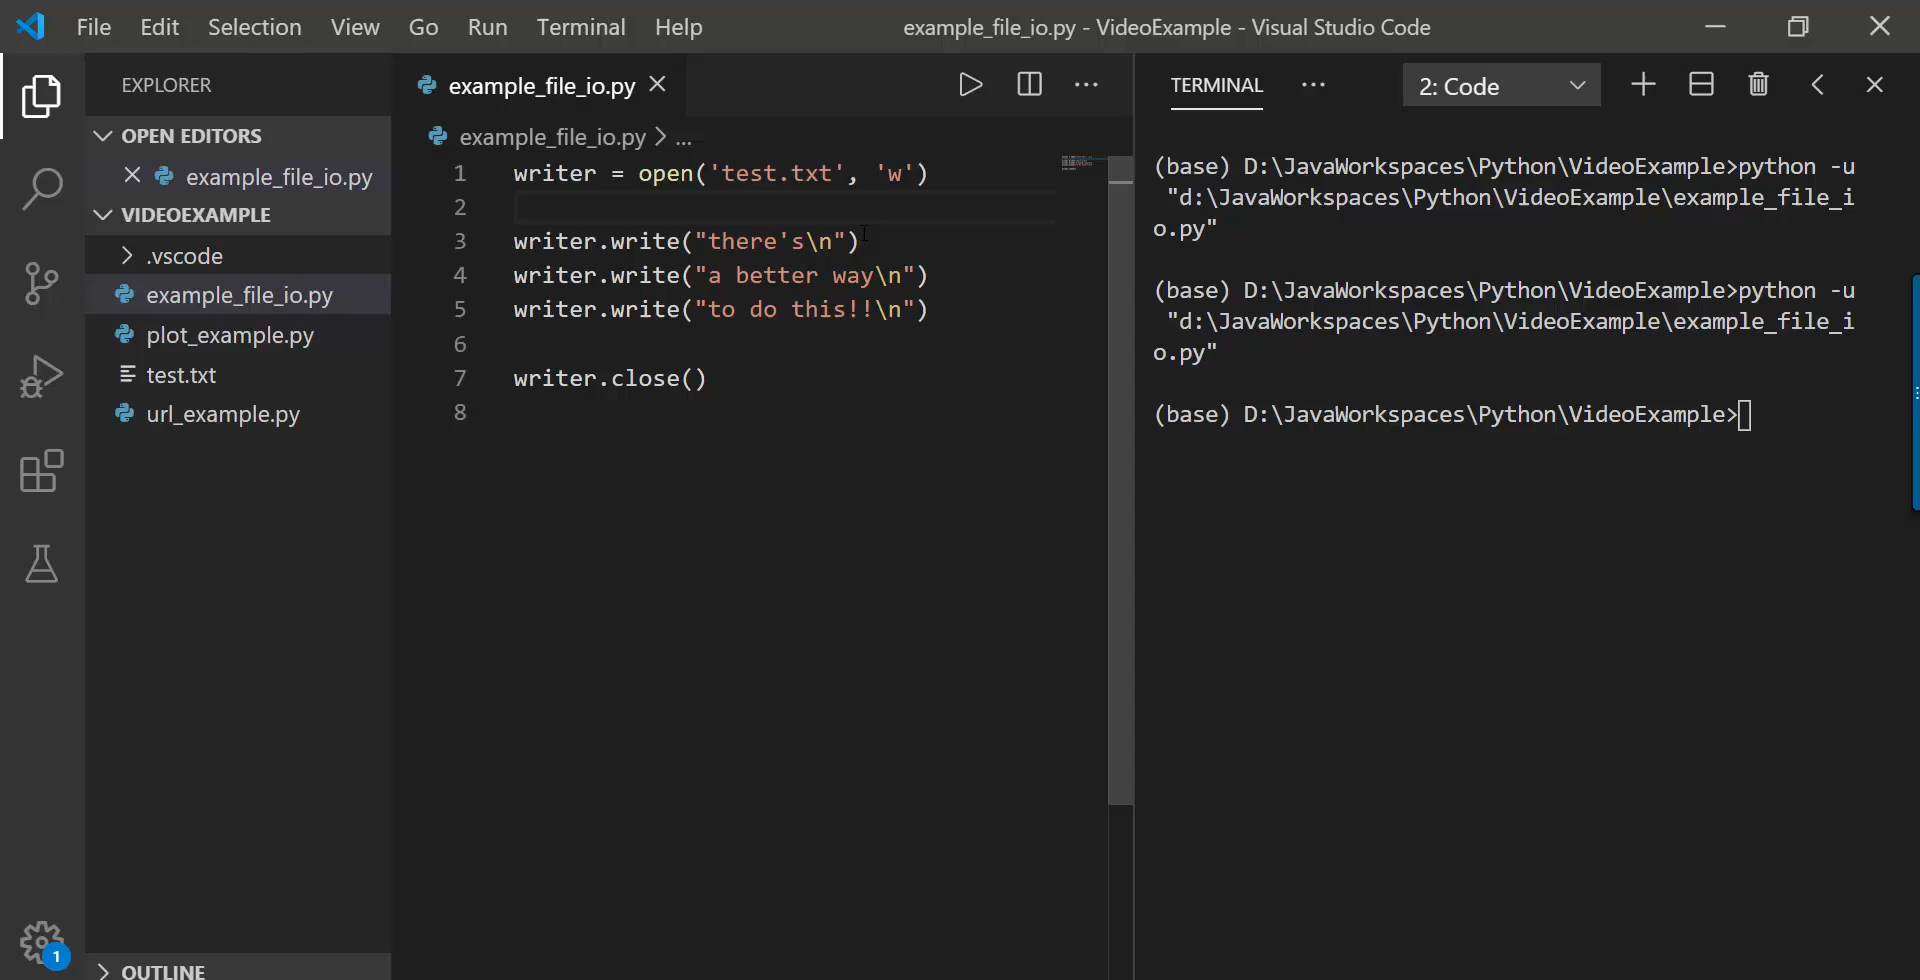 File Edit Selection View Go Run Terminal Help
example_file_io.py - VideoExample - Visual Studio Code
EXPLORER
OPEN EDITORS
example_file_io.py
VIDEOEXAMPLE
.vscode
example_file_io.py
plot_example.py
test.txt
url_example.py
OUTLINE
1
example_file_io.py
example_file_io.py > ...
1 writer = open('test.txt', 'w')
2
3 writer.write("there's\n")
4 writer.write("a better way\n")
5 writer.write("to do this!!\n")
6
7 writer.close()
8
TERMINAL ... 2: Code
(base) D:\JavaWorkspaces\Python\VideoExample>python -u
"d:\JavaWorkspaces\Python\VideoExample\example_file_i
o.py"
(base) D:\JavaWorkspaces\Python\VideoExample>python -u
"d:\JavaWorkspaces\Python\VideoExample\example_file_i
o.py"
(base) D:\JavaWorkspaces\Python\VideoExample>